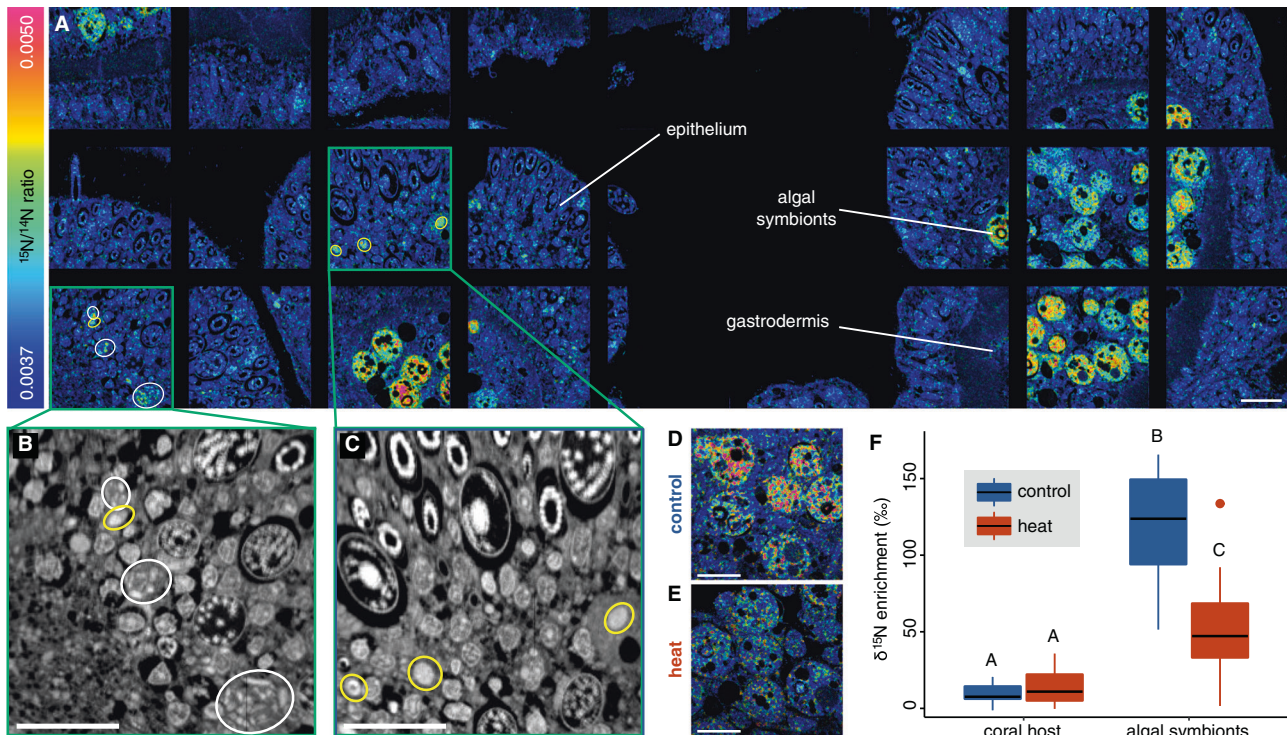 A
0.0050
¹⁵N/¹⁴N ratio
0.0037
epithelium
algal
symbionts
gastrodermis
B
C
D
control
E
heat
F
δ¹⁵N enrichment (‰)
150
100
50
0
control
heat
A
A
B
C
coral host
algal symbionts